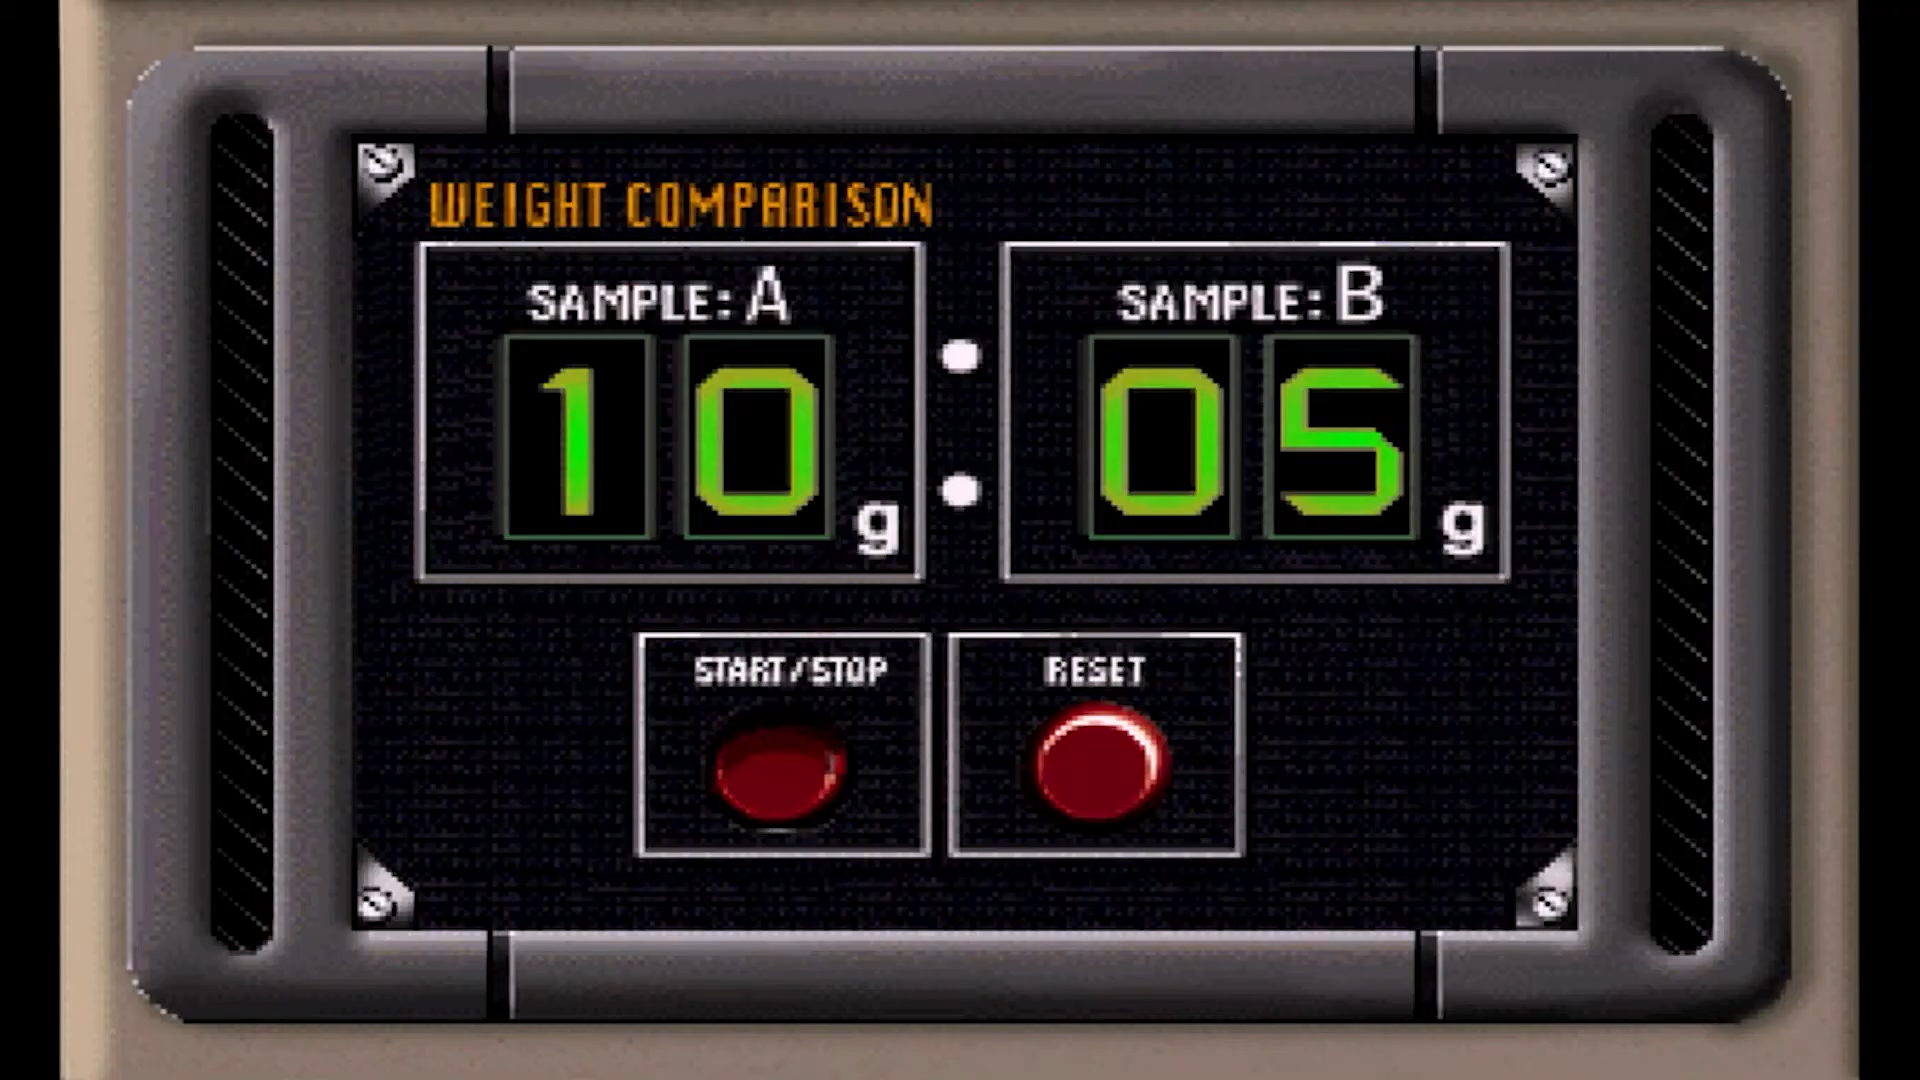 WEIGHT COMPARISON
SAMPLE: A
10 g
:
SAMPLE: B
05 g
START/STOP
RESET